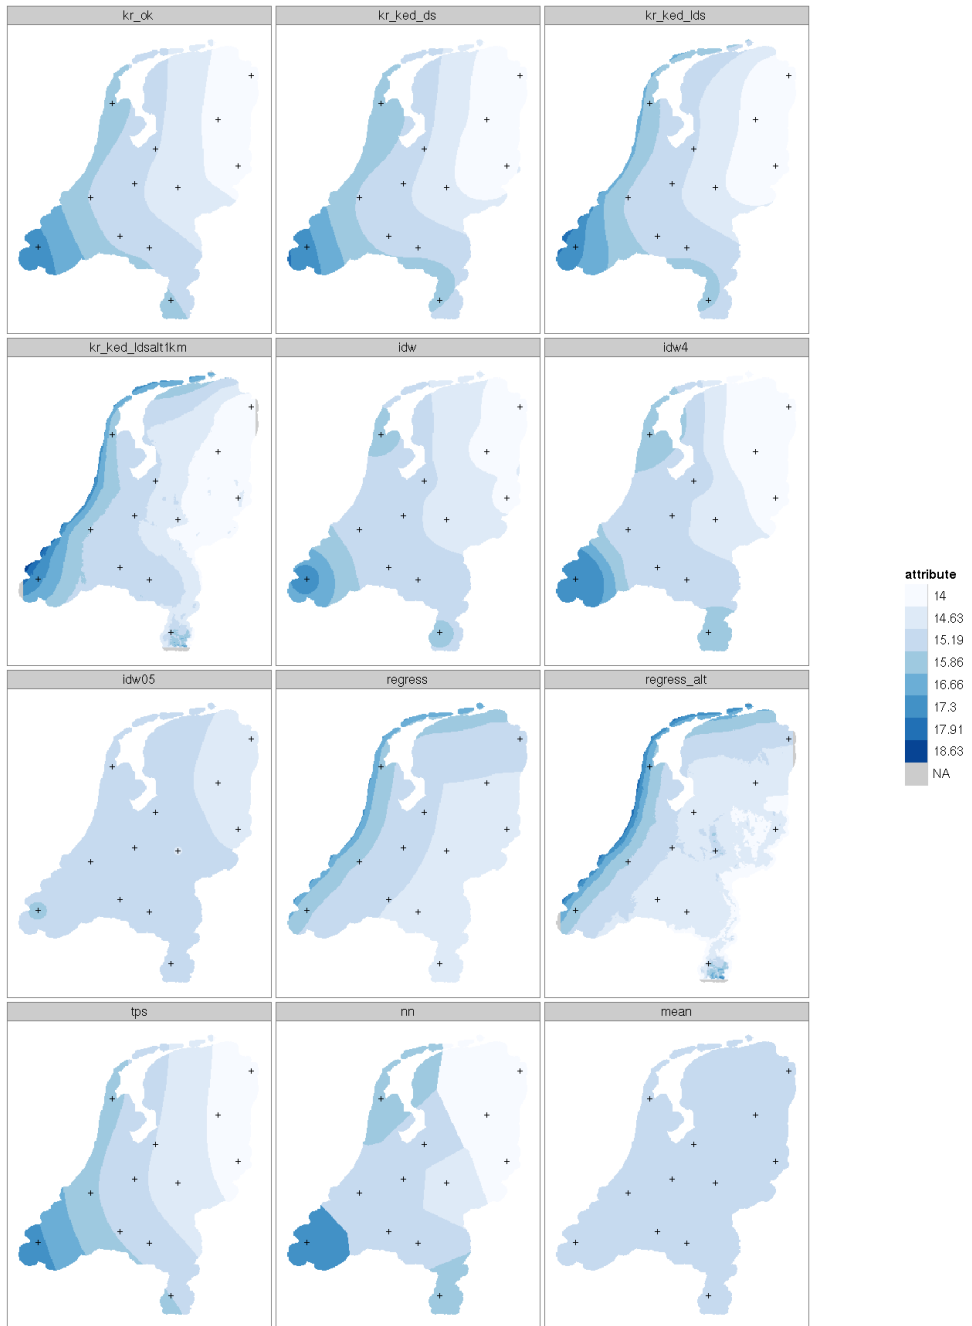 kr_ok
kr_ked_ds
kr_ked_lds
kr_ked_ldsalt1km
idw
idw4
attribute
14
14.63
15.19
15.86
16.66
17.3
17.91
18.63
NA
idw05
regress
regress_alt
tps
nn
mean